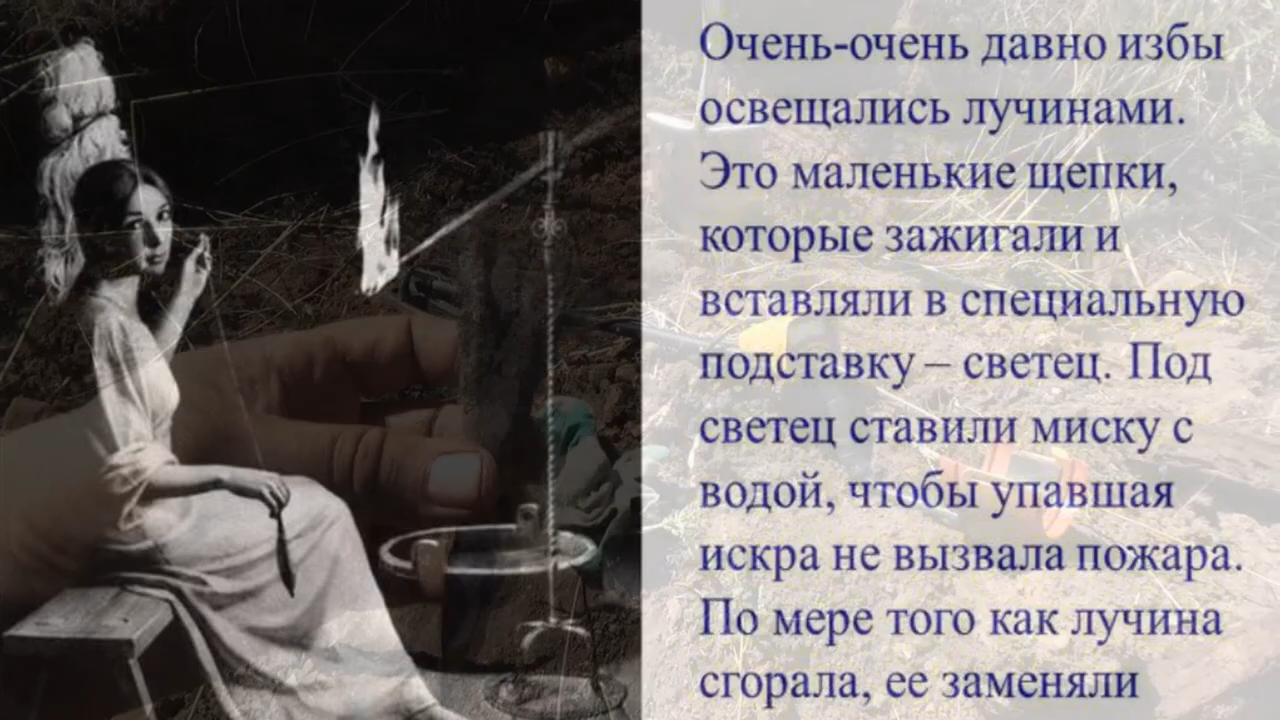 Очень-очень давно избы
освещались лучинами.
Это маленькие щепки,
которые зажигали и
вставляли в специальную
подставку – светец. Под
светец ставили миску с
водой, чтобы упавшая
искра не вызвала пожара.
По мере того как лучина
сгорала, ее заменяли